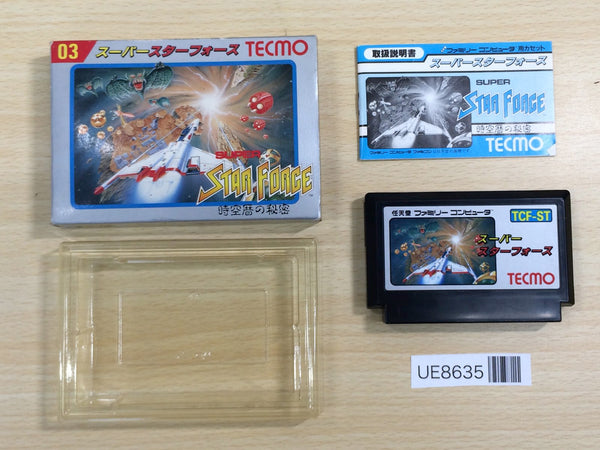 03 スーパースターフォース TECMO
SUPER
STAR FORCE
時空暦の秘密
取扱説明書
ファミリー コンピュータ用カセット
スーパースターフォース
SUPER
STAR FORCE
時空暦の秘密
TECMO
任天堂 ファミリー コンピュータ
TCF-ST
スーパー
スターフォース
TECMO
UE8635